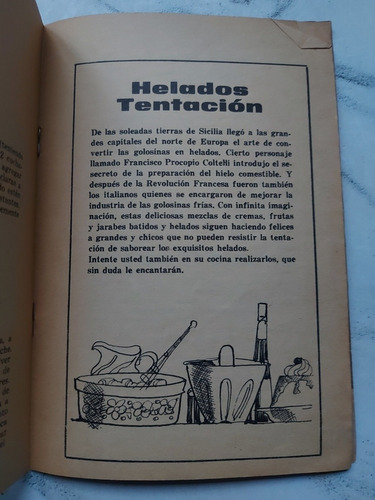 Helados
Tentación
De las soleadas tierras de Sicilia llegó a las gran-
des capitales del norte de Europa el arte de
convertir las golosinas en helados. Cierto personaje
llamado Francisco Procopio Coltelli introdujo el se-
secreto de la preparación del hielo comestible. Y
después de la Revolución Francesa fueron también
los italianos quienes se encargaron de mejorar la
industria de las golosinas frías. Con infinita imagi-
nación, estas deliciosas mezclas de cremas, frutas
y jarabes batidos y helados siguen haciendo felices
a grandes y chicos que no pueden resistir la tenta-
ción de saborear los exquisitos helados.
Intente usted también en su cocina realizarlos, que
sin duda le encantarán.